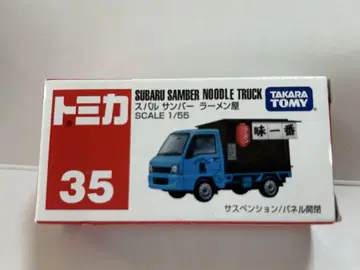 トミカ
35
SUBARU SAMBER NOODLE TRUCK
スバル サンバー ラーメン屋
SCALE 1/55
TAKARA
TOMY
味一番
サスペンション/パネル開閉